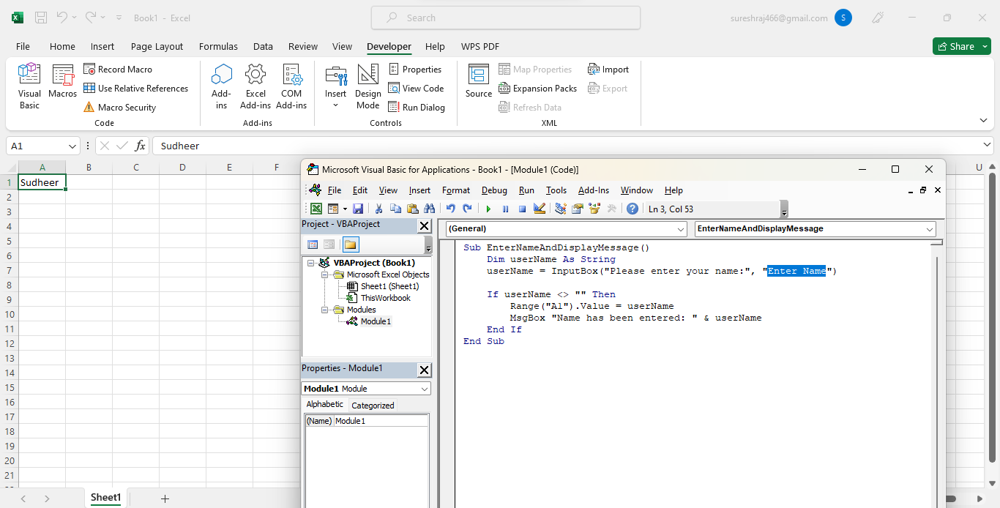 Book1 - Excel
Search
sureshraj466@gmail.com
S
File Home Insert Page Layout Formulas Data Review View Developer Help WPS PDF
Share
Visual Basic
Macros
Record Macro
Use Relative References
Macro Security
Code
Add-ins
Excel Add-ins
COM Add-ins
Add-ins
Insert
Design Mode
Properties
View Code
Run Dialog
Controls
Source
Map Properties
Expansion Packs
Refresh Data
Import
Export
XML
A1
fx
Sudheer
A B C D E F U
1 Sudheer
2
3
4
5
6
7
8
9
10
11
12
13
14
15
16
17
18
19
20
21
Sheet1
Microsoft Visual Basic for Applications - Book1 - [Module1 (Code)]
File Edit View Insert Format Debug Run Tools Add-Ins Window Help
Ln 3, Col 53
Project - VBAProject
VBAProject (Book1)
Microsoft Excel Objects
Sheet1 (Sheet1)
ThisWorkbook
Modules
Module1
Properties - Module1
Module1 Module
Alphabetic Categorized
(Name) Module1
(General)
EnterNameAndDisplayMessage
Sub EnterNameAndDisplayMessage()
Dim userName As String
userName = InputBox("Please enter your name:", "Enter Name")
If userName <> "" Then
Range("A1").Value = userName
MsgBox "Name has been entered: " & userName
End If
End Sub